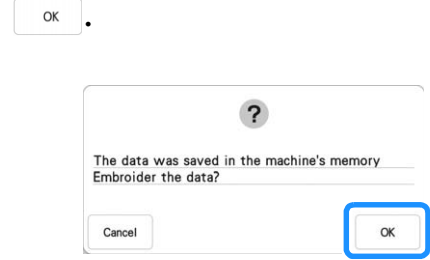 OK .
?
The data was saved in the machine's memory
Embroider the data?
Cancel OK